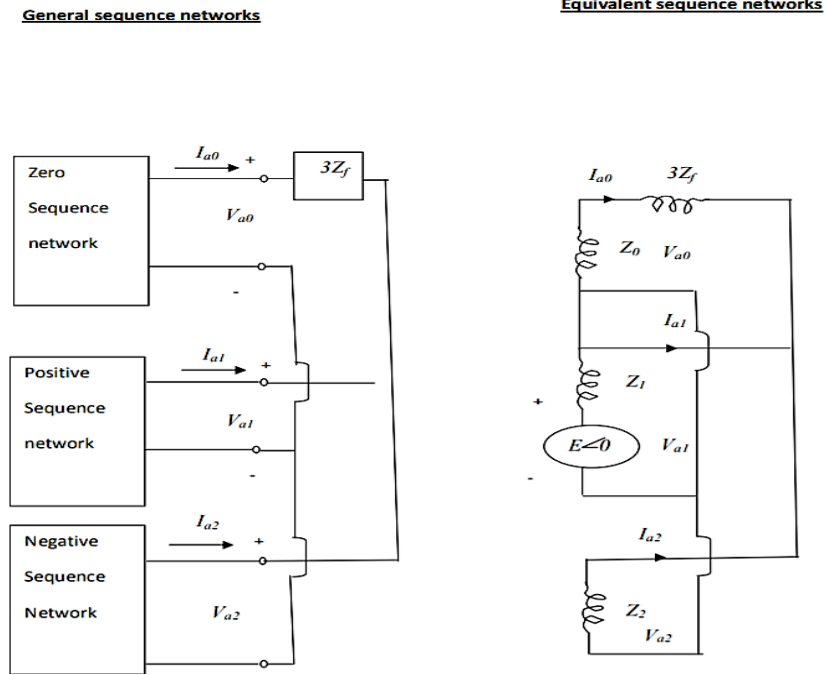 General sequence networks
Equivalent sequence networks
Ia0
+
3Zf
Zero
Sequence
network
Va0
-
Ia1
+
Positive
Sequence
network
Va1
-
Ia2
+
Negative
Sequence
Network
Va2
Ia0
3Zf
Z0
Va0
Ia1
Z1
+
E∠0
Va1
-
Ia2
Z2
Va2